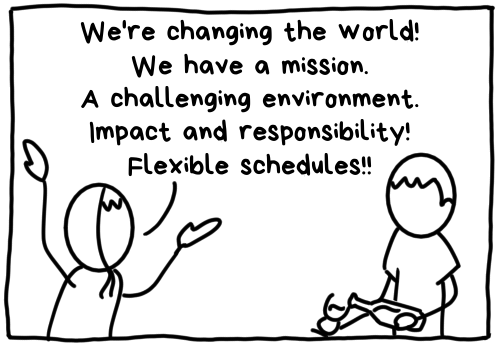 We're changing the world!
We have a mission.
A challenging environment.
Impact and responsibility!
Flexible schedules!!